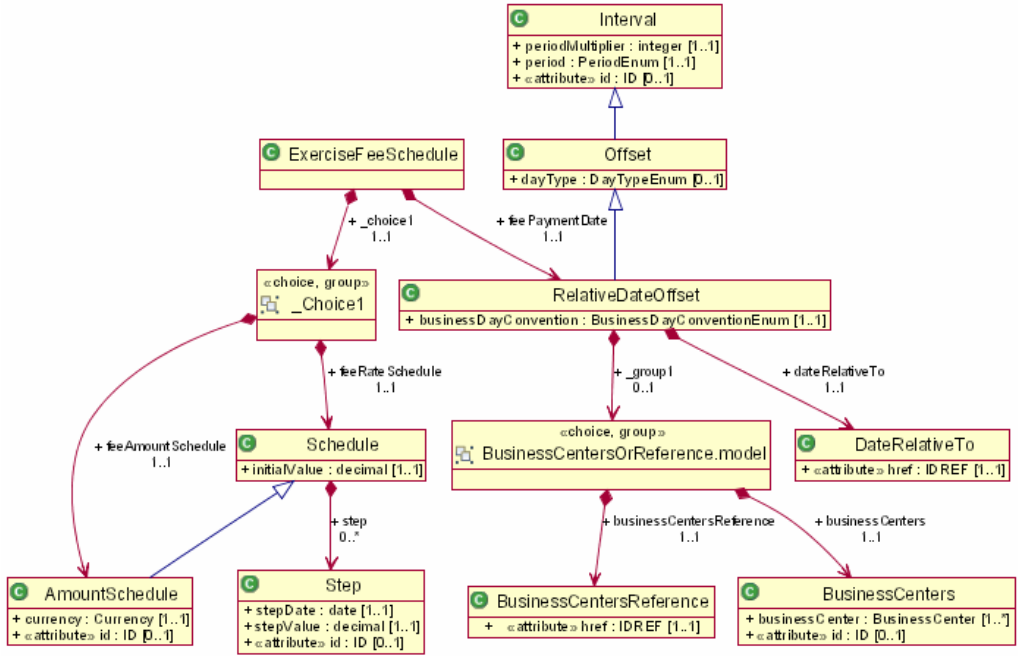 C Interval
+ periodMultiplier : integer [1..1]
+ period : PeriodEnum [1..1]
+ «attribute» id : ID [0..1]
C ExerciseFeeSchedule
C Offset
+ dayType : DayTypeEnum [0..1]
+ _choice1
1..1
+ feePaymentDate
1..1
«choice, group»
_Choice1
C RelativeDateOffset
+ businessDayConvention : BusinessDayConventionEnum [1..1]
+ feeRateSchedule
1..1
+ _group1
0..1
+ dateRelativeTo
1..1
+ feeAmountSchedule
1..1
C Schedule
+ initialValue : decimal [1..1]
«choice, group»
BusinessCentersOrReference.model
C DateRelativeTo
+ «attribute» href : IDREF [1..1]
+ step
0..*
+ businessCentersReference
1..1
+ businessCenters
1..1
C AmountSchedule
+ currency : Currency [1..1]
+ «attribute» id : ID [0..1]
C Step
+ stepDate : date [1..1]
+ stepValue : decimal [1..1]
+ «attribute» id : ID [0..1]
C BusinessCentersReference
+ «attribute» href : IDREF [1..1]
C BusinessCenters
+ businessCenter : BusinessCenter [1..*]
+ «attribute» id : ID [0..1]